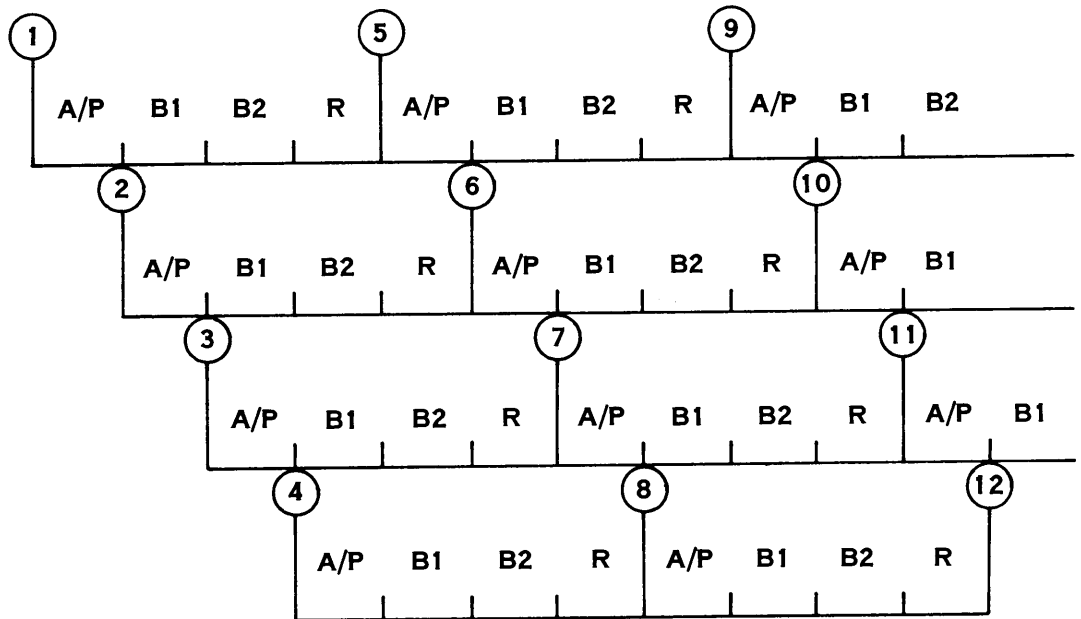 1 5 9
A/P B1 B2 R A/P B1 B2 R A/P B1 B2
2 6 10
A/P B1 B2 R A/P B1 B2 R A/P B1
3 7 11
A/P B1 B2 R A/P B1 B2 R A/P B1
4 8 12
A/P B1 B2 R A/P B1 B2 R